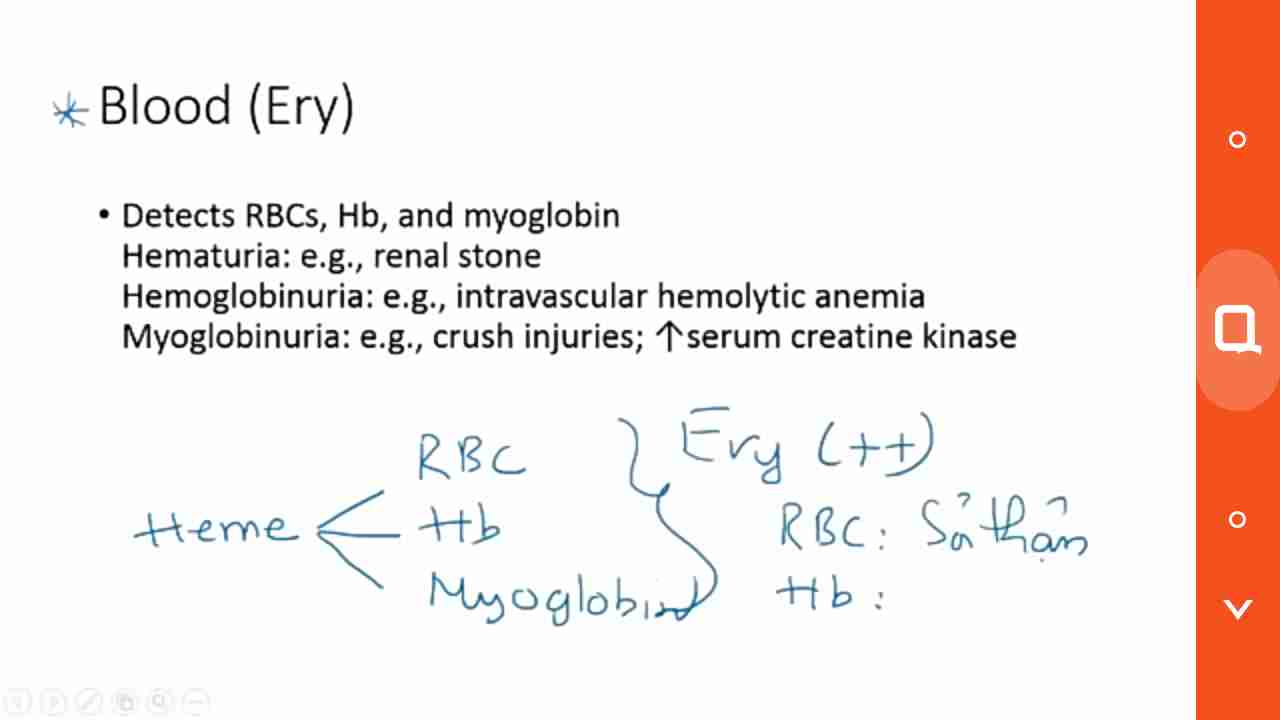 * Blood (Ery)
• Detects RBCs, Hb, and myoglobin
Hematuria: e.g., renal stone
Hemoglobinuria: e.g., intravascular hemolytic anemia
Myoglobinuria: e.g., crush injuries; ↑serum creatine kinase
Heme
RBC
Hb
Myoglobin
Ery (++)
RBC: Sỏi thận
Hb: